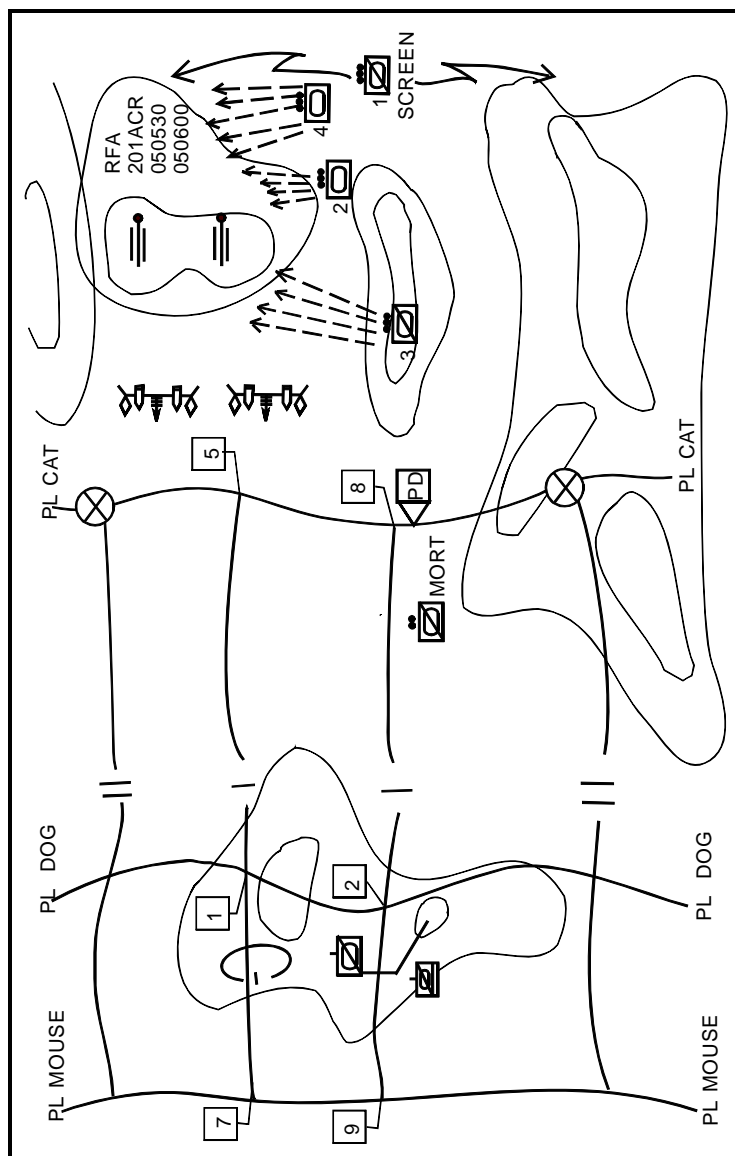 PL MOUSE
PL DOG
PL CAT
RFA
201ACR
050530
050600
7
1
5
4
2
9
2
8
1
SCREEN
3
PD
MORT
PL MOUSE
PL DOG
PL CAT